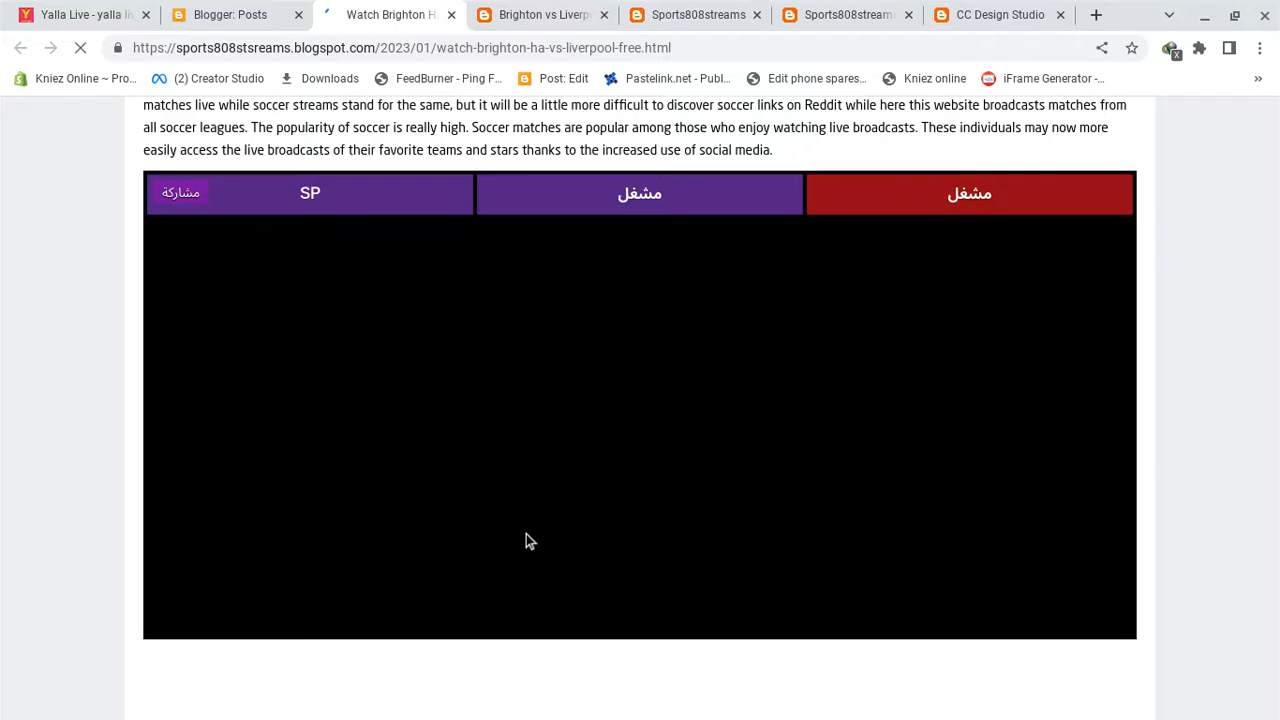 Yalla Live - yalla li
Blogger: Posts
Watch Brighton H
Brighton vs Liverp
Sports808streams
Sports808stream
CC Design Studio
https://sports808stsreams.blogspot.com/2023/01/watch-brighton-ha-vs-liverpool-free.html
Kniez Online ~ Pro...
(2) Creator Studio
Downloads
FeedBurner - Ping F...
Post: Edit
Pastelink.net - Publ...
Edit phone spares...
Kniez online
iFrame Generator -...
»
matches live while soccer streams stand for the same, but it will be a little more difficult to discover soccer links on Reddit while here this website broadcasts matches from
all soccer leagues. The popularity of soccer is really high. Soccer matches are popular among those who enjoy watching live broadcasts. These individuals may now more
easily access the live broadcasts of their favorite teams and stars thanks to the increased use of social media.
مشاركة
SP
مشغل
مشغل